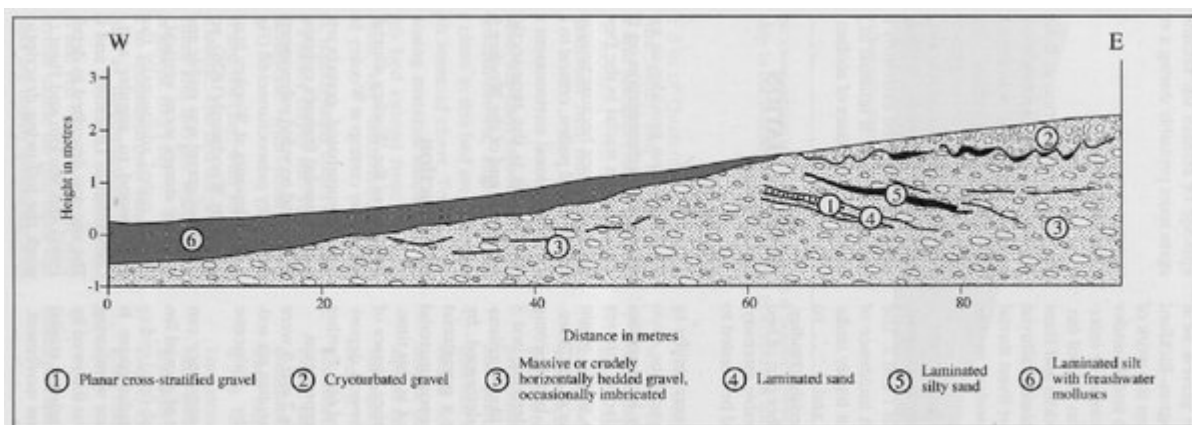 W
E
3
2
1
0
-1
Height in metres
6
3
1
4
5
2
3
0
20
40
60
80
Distance in metres
1 Planar cross-stratified gravel
2 Cryoturbated gravel
3 Massive or crudely
horizontally bedded gravel,
occasionally imbricated
4 Laminated sand
5 Laminated
silty sand
6 Laminated silt
with freashwater
molluscs